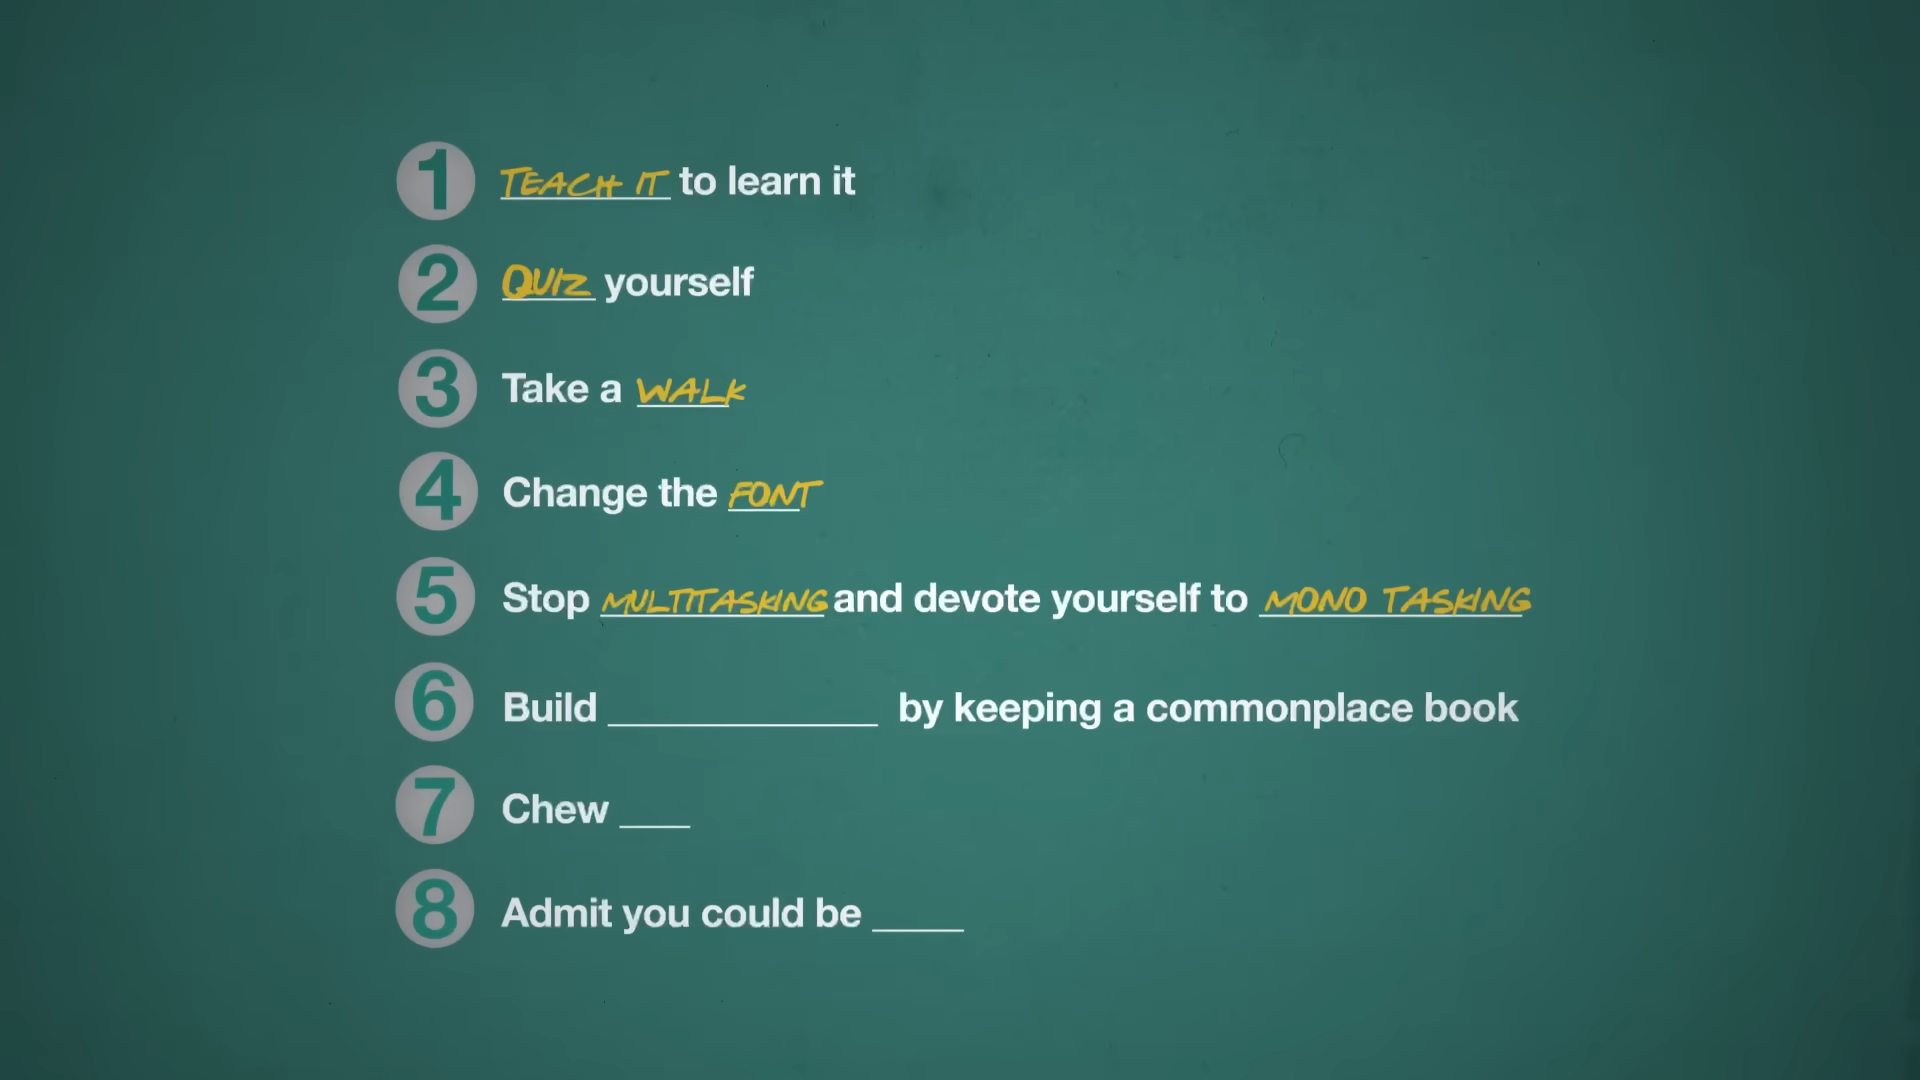 1 TEACH IT to learn it
2 QUIZ yourself
3 Take a WALK
4 Change the FONT
5 Stop MULTITASKING and devote yourself to MONO TASKING
6 Build ____________ by keeping a commonplace book
7 Chew ____
8 Admit you could be ____